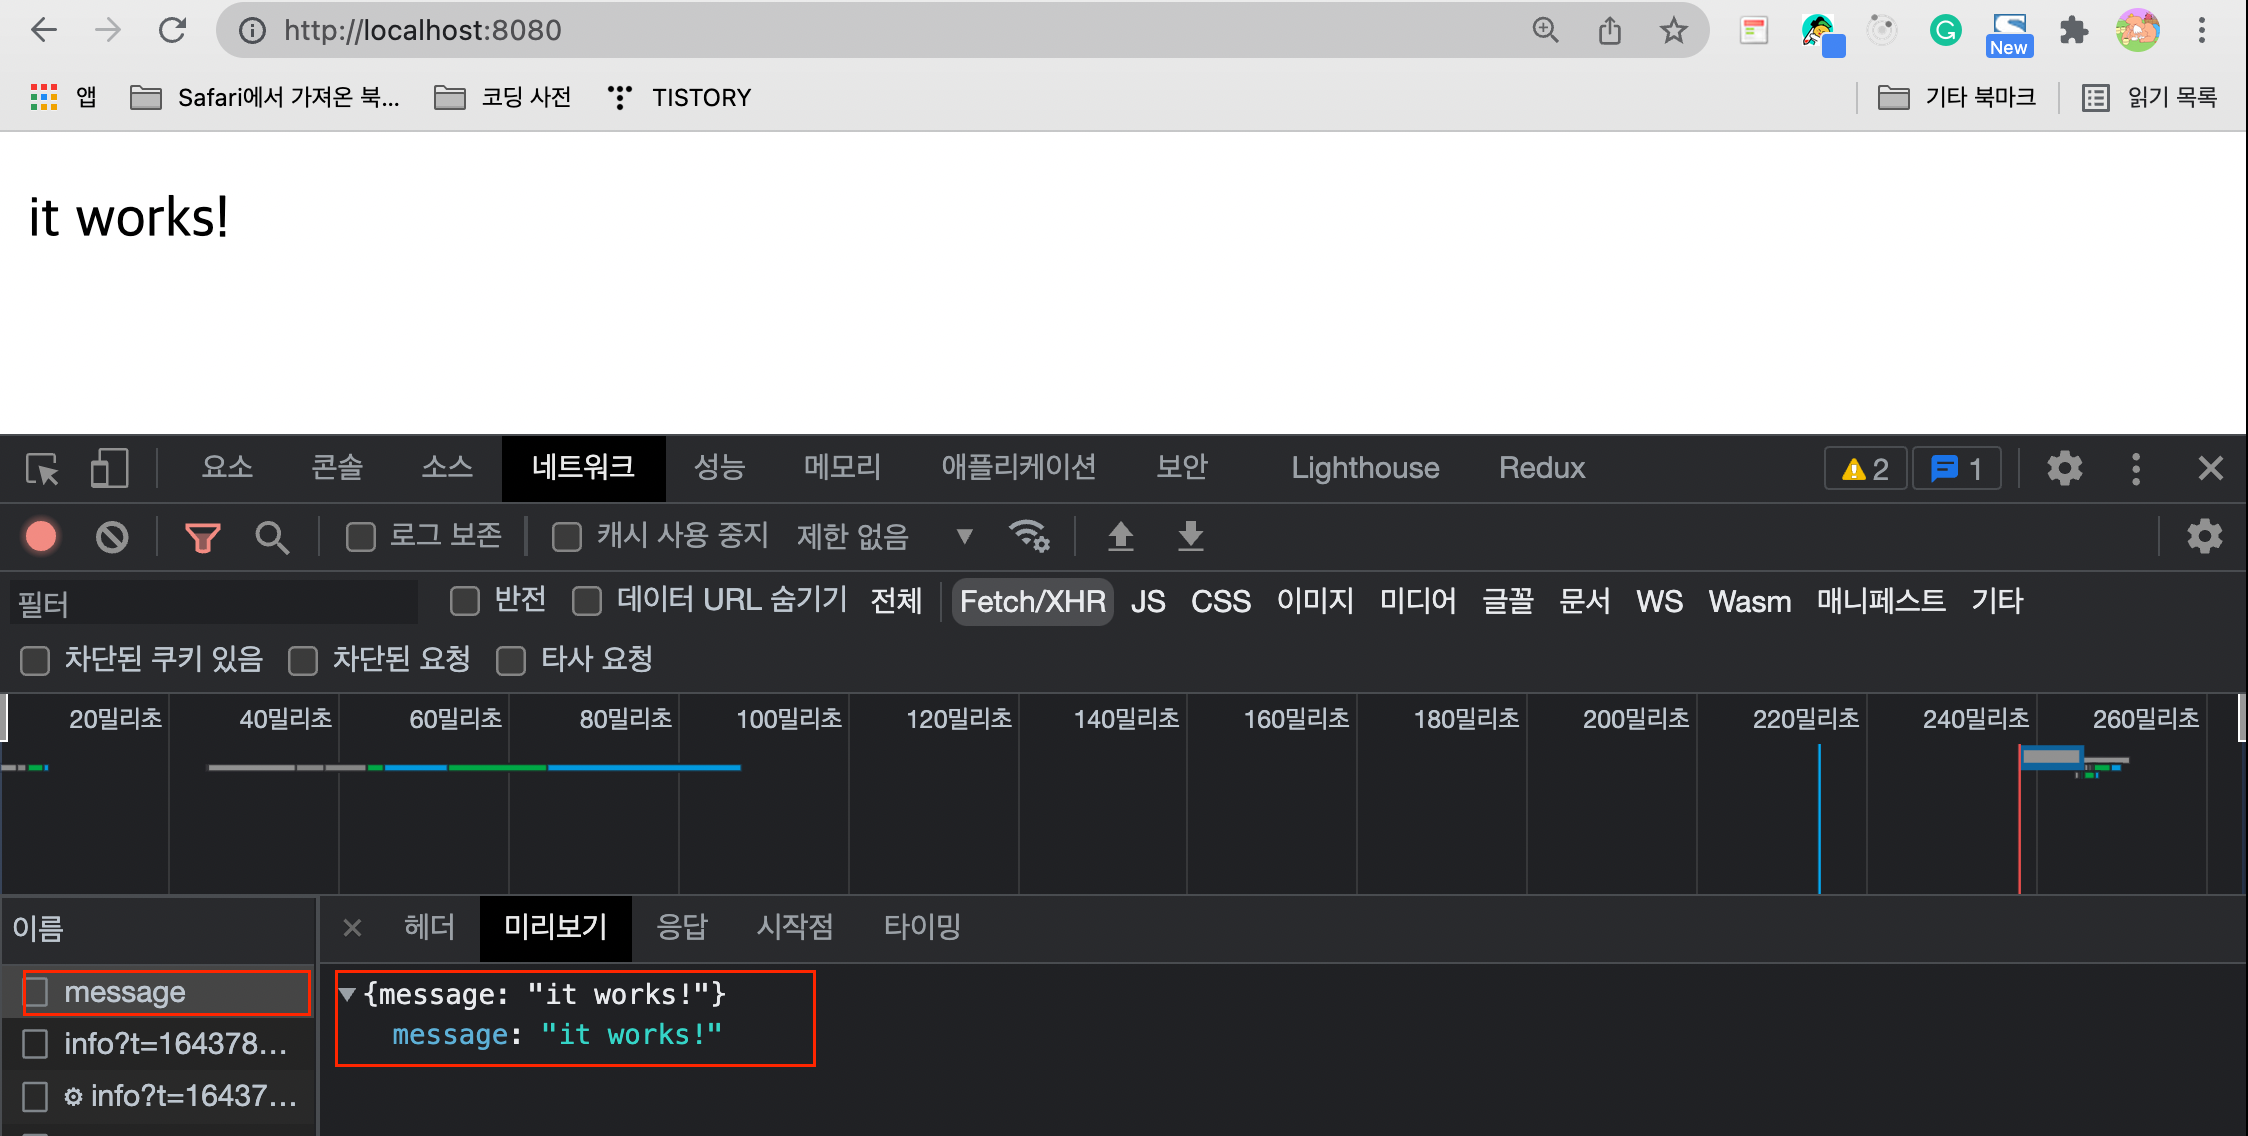 http://localhost:8080
New
앱
Safari에서 가져온 북...
코딩 사전
TISTORY
기타 북마크
읽기 목록
it works!
요소
콘솔
소스
네트워크
성능
메모리
애플리케이션
보안
Lighthouse
Redux
2
1
로그 보존
캐시 사용 중지
제한 없음
필터
반전
데이터 URL 숨기기
전체
Fetch/XHR
JS
CSS
이미지
미디어
글꼴
문서
WS
Wasm
매니페스트
기타
차단된 쿠키 있음
차단된 요청
타사 요청
20밀리초
40밀리초
60밀리초
80밀리초
100밀리초
120밀리초
140밀리초
160밀리초
180밀리초
200밀리초
220밀리초
240밀리초
260밀리초
이름
헤더
미리보기
응답
시작점
타이밍
message
{message: "it works!"}
message: "it works!"
info?t=164378...
info?t=16437...